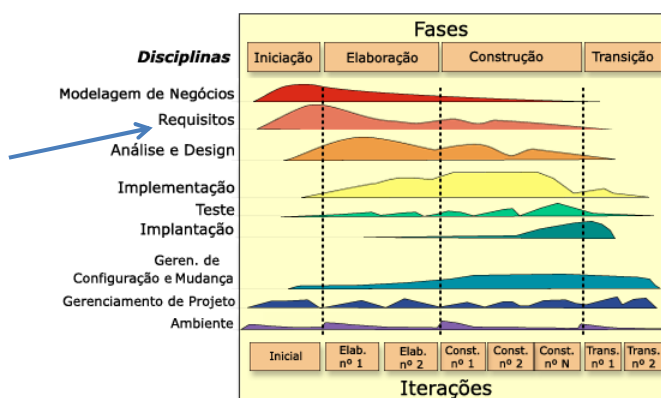 Fases
Disciplinas
Iniciação
Elaboração
Construção
Transição
Modelagem de Negócios
Requisitos
Análise e Design
Implementação
Teste
Implantação
Geren. de
Configuração e Mudança
Gerenciamento de Projeto
Ambiente
Inicial
Elab.
nº 1
Elab.
nº 2
Const.
nº 1
Const.
nº 2
Const.
nº N
Trans.
nº 1
Trans.
nº 2
Iterações